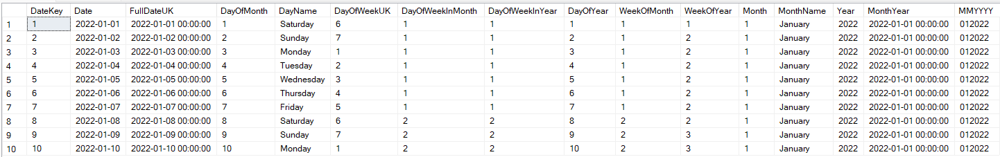 DateKey Date FullDateUK DayOfMonth DayName DayOfWeekUK DayOfWeekInMonth DayOfWeekInYear DayOfYear WeekOfMonth WeekOfYear Month MonthName Year MonthYear MMYYYY
1 1 2022-01-01 2022-01-01 00:00:00 1 Saturday 6 1 1 1 1 1 1 January 2022 2022-01-01 00:00:00 012022
2 2 2022-01-02 2022-01-02 00:00:00 2 Sunday 7 1 1 2 1 2 1 January 2022 2022-01-01 00:00:00 012022
3 3 2022-01-03 2022-01-03 00:00:00 3 Monday 1 1 1 3 1 2 1 January 2022 2022-01-01 00:00:00 012022
4 4 2022-01-04 2022-01-04 00:00:00 4 Tuesday 2 1 1 4 1 2 1 January 2022 2022-01-01 00:00:00 012022
5 5 2022-01-05 2022-01-05 00:00:00 5 Wednesday 3 1 1 5 1 2 1 January 2022 2022-01-01 00:00:00 012022
6 6 2022-01-06 2022-01-06 00:00:00 6 Thursday 4 1 1 6 1 2 1 January 2022 2022-01-01 00:00:00 012022
7 7 2022-01-07 2022-01-07 00:00:00 7 Friday 5 1 1 7 1 2 1 January 2022 2022-01-01 00:00:00 012022
8 8 2022-01-08 2022-01-08 00:00:00 8 Saturday 6 2 2 8 2 2 1 January 2022 2022-01-01 00:00:00 012022
9 9 2022-01-09 2022-01-09 00:00:00 9 Sunday 7 2 2 9 2 3 1 January 2022 2022-01-01 00:00:00 012022
10 10 2022-01-10 2022-01-10 00:00:00 10 Monday 1 2 2 10 2 3 1 January 2022 2022-01-01 00:00:00 012022